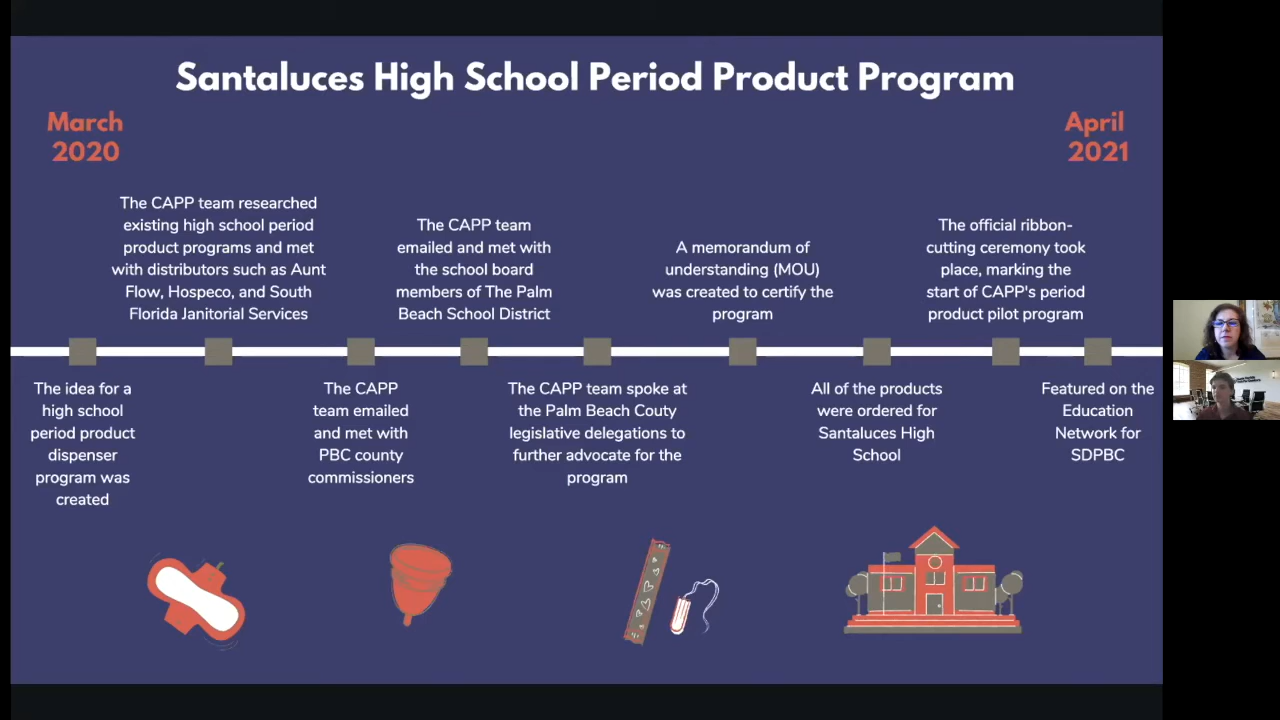 Santaluces High School Period Product Program
March
2020
April
2021
The CAPP team researched
existing high school period
product programs and met
with distributors such as Aunt
Flow, Hospeco, and South
Florida Janitorial Services
The CAPP team
emailed and met with
the school board
members of The Palm
Beach School District
A memorandum of
understanding (MOU)
was created to certify the
program
The official ribbon-
cutting ceremony took
place, marking the
start of CAPP's period
product pilot program
The idea for a
high school
period product
dispenser
program was
created
The CAPP
team emailed
and met with
PBC county
commissioners
The CAPP team spoke at
the Palm Beach Couty
legislative delegations to
further advocate for the
program
All of the products
were ordered for
Santaluces High
School
Featured on the
Education
Network for
SDPBC